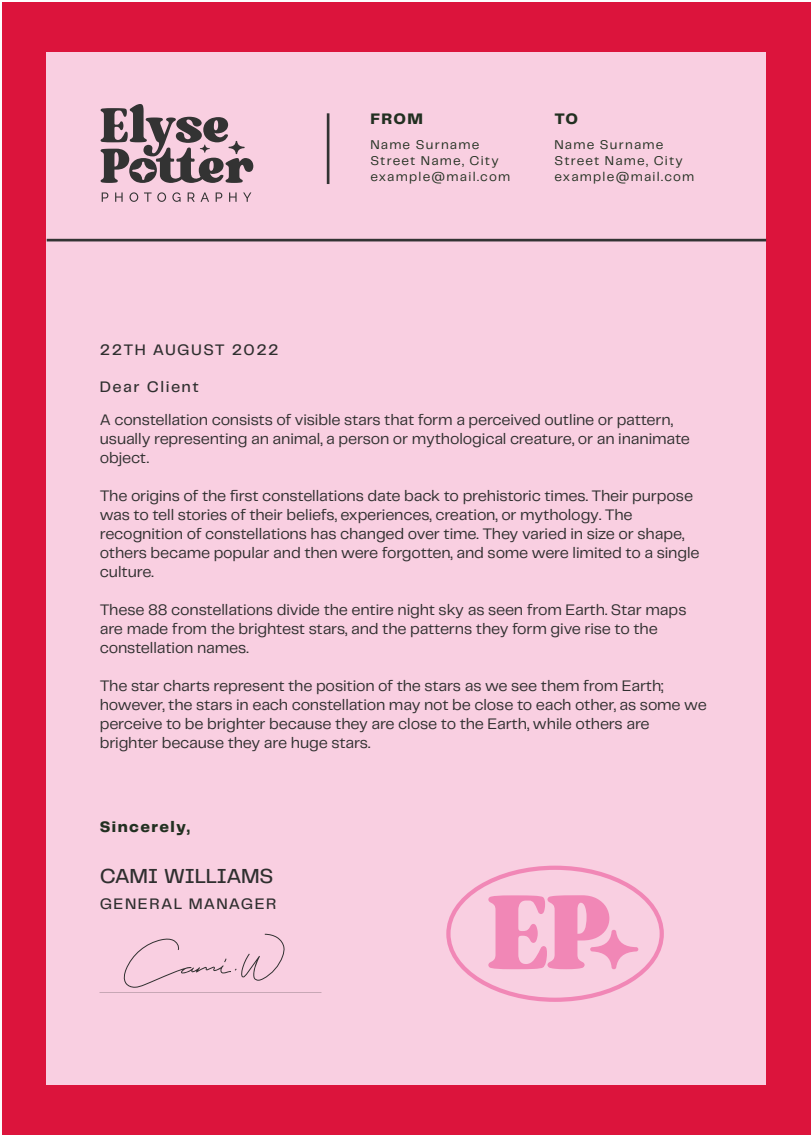 Elyse
Potter
PHOTOGRAPHY
FROM
Name Surname
Street Name, City
example@mail.com
TO
Name Surname
Street Name, City
example@mail.com
22TH AUGUST 2022
Dear Client
A constellation consists of visible stars that form a perceived outline or pattern,
usually representing an animal, a person or mythological creature, or an inanimate
object.
The origins of the first constellations date back to prehistoric times. Their purpose
was to tell stories of their beliefs, experiences, creation, or mythology. The
recognition of constellations has changed over time. They varied in size or shape,
others became popular and then were forgotten, and some were limited to a single
culture.
These 88 constellations divide the entire night sky as seen from Earth. Star maps
are made from the brightest stars, and the patterns they form give rise to the
constellation names.
The star charts represent the position of the stars as we see them from Earth;
however, the stars in each constellation may not be close to each other, as some we
perceive to be brighter because they are close to the Earth, while others are
brighter because they are huge stars.
Sincerely,
CAMI WILLIAMS
GENERAL MANAGER
Cami.W
EP